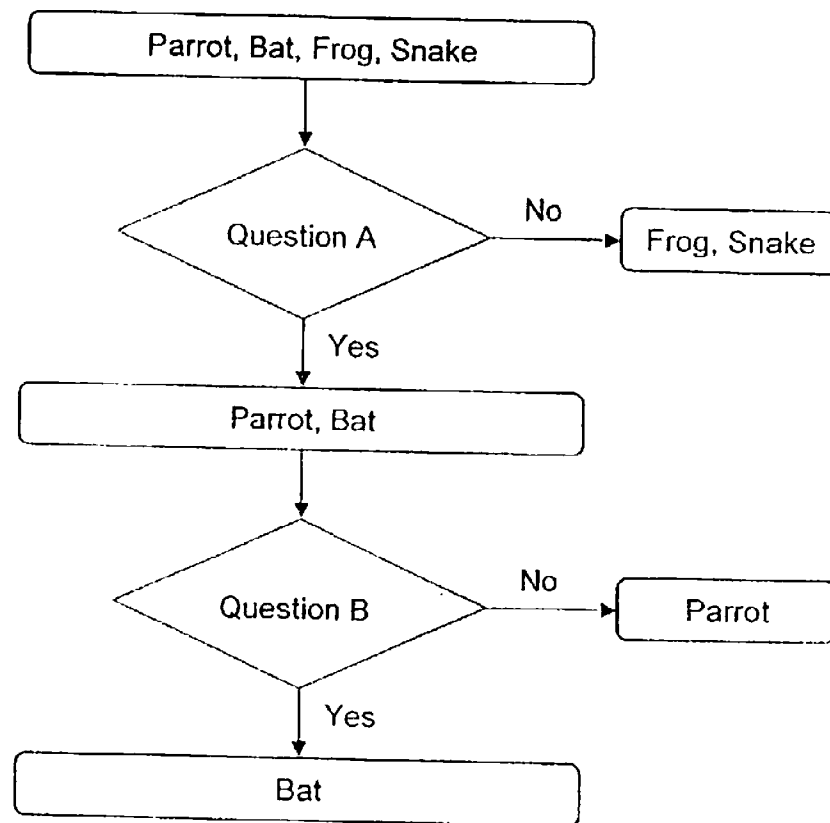 Parrot, Bat, Frog, Snake
Question A
No
Frog, Snake
Yes
Parrot, Bat
Question B
No
Parrot
Yes
Bat